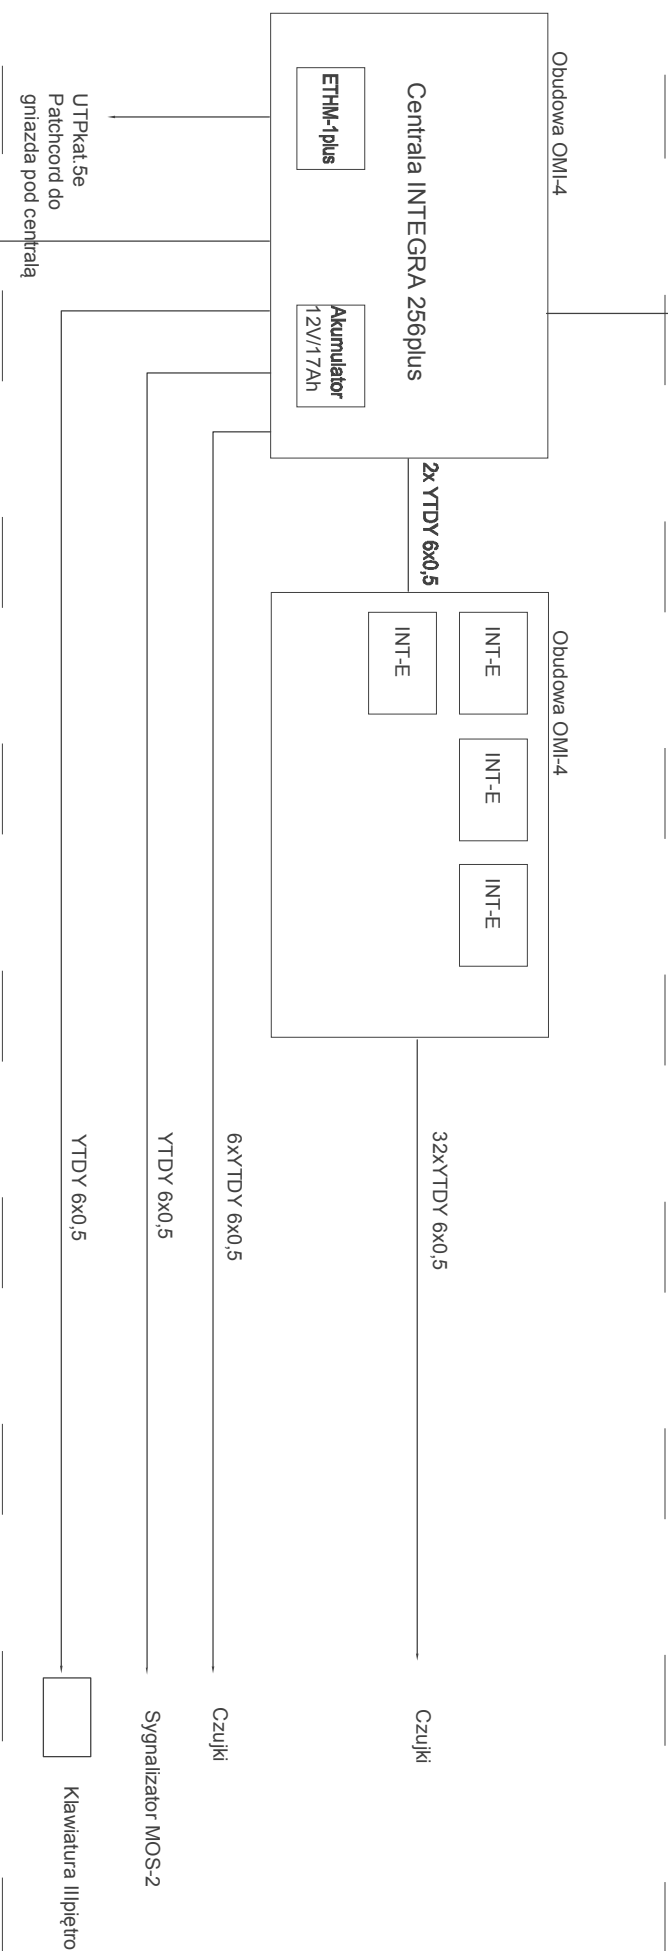 Obudowa OMI-4
Centrala INTEGRA 256plus
ETHM-1plus
Akumulator
12V/17Ah
UTPkat.5e
Patchcord do
gniazda pod centralą
2x YTDY 6x0,5
Obudowa OMI-4
INT-E
INT-E
INT-E
INT-E
32xYTDY 6x0,5
Czujki
6xYTDY 6x0,5
Czujki
YTDY 6x0,5
Sygnalizator MOS-2
YTDY 6x0,5
Klawiatura IIIpiętro